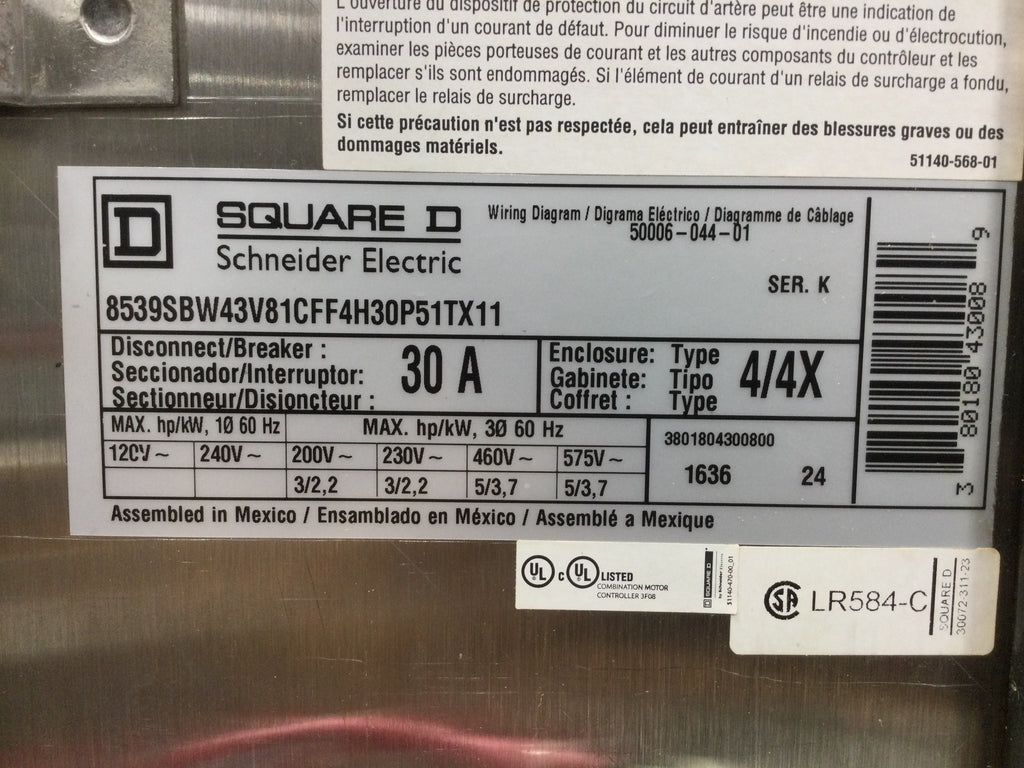 L'ouverture du dispositif de protection du circuit d'artère peut être une indication de
l'interruption d'un courant de défaut. Pour diminuer le risque d'incendie ou d'électrocution,
examiner les pièces porteuses de courant et les autres composants du contrôleur et les
remplacer s'ils sont endommagés. Si l'élément de courant d'un relais de surcharge a fondu,
remplacer le relais de surcharge.
Si cette précaution n'est pas respectée, cela peut entraîner des blessures graves ou des
dommages matériels.
51140-568-01
D
SQUARE D
Schneider Electric
Wiring Diagram / Digrama Eléctrico / Diagramme de Câblage
50006-044-01
SER. K
8539SBW43V81CFF4H30P51TX11
Disconnect/Breaker :
Seccionador/Interruptor:
Sectionneur/Disjoncteur :
30 A
Enclosure: Type
Gabinete: Tipo
Coffret : Type
4/4X
MAX. hp/kW, 1Ø 60 Hz
MAX. hp/kW, 3Ø 60 Hz
120V~ 240V~ 200V~ 230V~ 460V~ 575V~
3/2,2 3/2,2 5/3,7 5/3,7
3801804300800
1636 24
3 80180 43008 9
Assembled in Mexico / Ensamblado en México / Assemblé a Mexique
UL C UL LISTED
COMBINATION MOTOR
CONTROLLER 3F08
SQUARE D
by Schneider Electric
51140-470-00_01
SA LR584-C
SQUARE D
30072-311-23